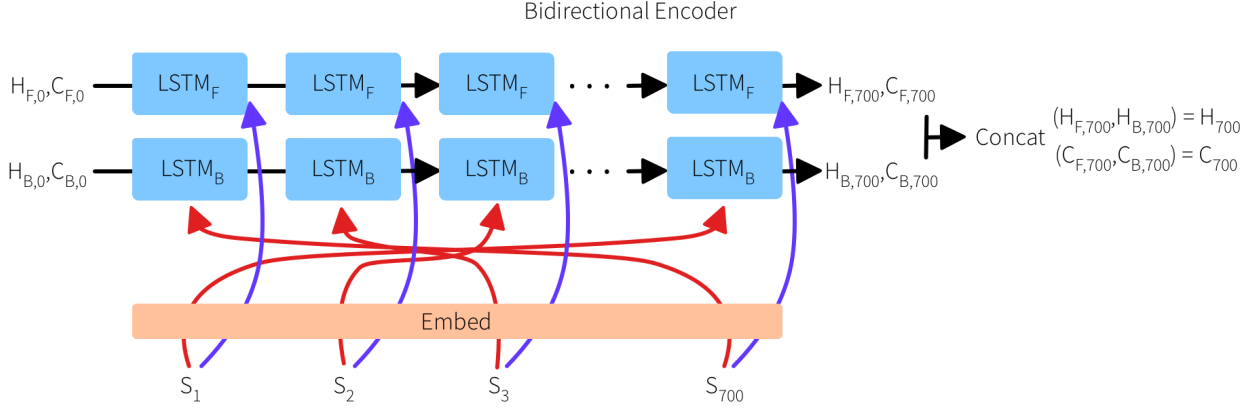 Bidirectional Encoder
H_F,0,C_F,0 LSTM_F LSTM_F LSTM_F . . . . LSTM_F H_F,700,C_F,700
H_B,0,C_B,0 LSTM_B LSTM_B LSTM_B . . . . LSTM_B H_B,700,C_B,700
Concat (H_F,700,H_B,700) = H_700
(C_F,700,C_B,700) = C_700
Embed
S_1 S_2 S_3 S_700